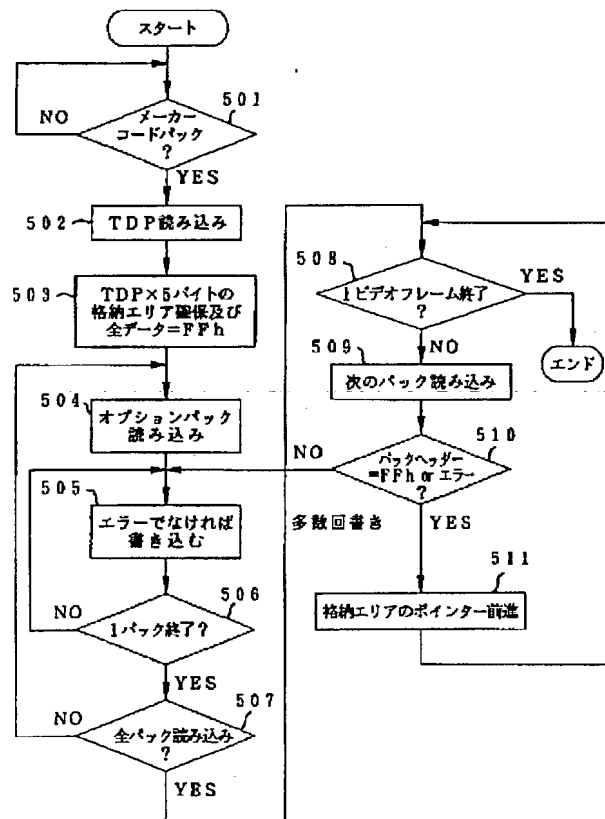 スタート
501
メーカー
コードパック
?
NO
YES
502
TDP読み込み
503
TDP×5バイトの
格納エリア確保及び
全データ=FFh
504
オプションパック
読み込み
505
エラーでなければ
書き込む
506
1パック終了?
NO
YES
507
全パック読み込み
?
NO
YES
508
1ビデオフレーム終了
?
YES
NO
エンド
509
次のパック読み込み
510
パックヘッダー
=FFh or エラー
?
NO
多数回書き
YES
511
格納エリアのポインター前進